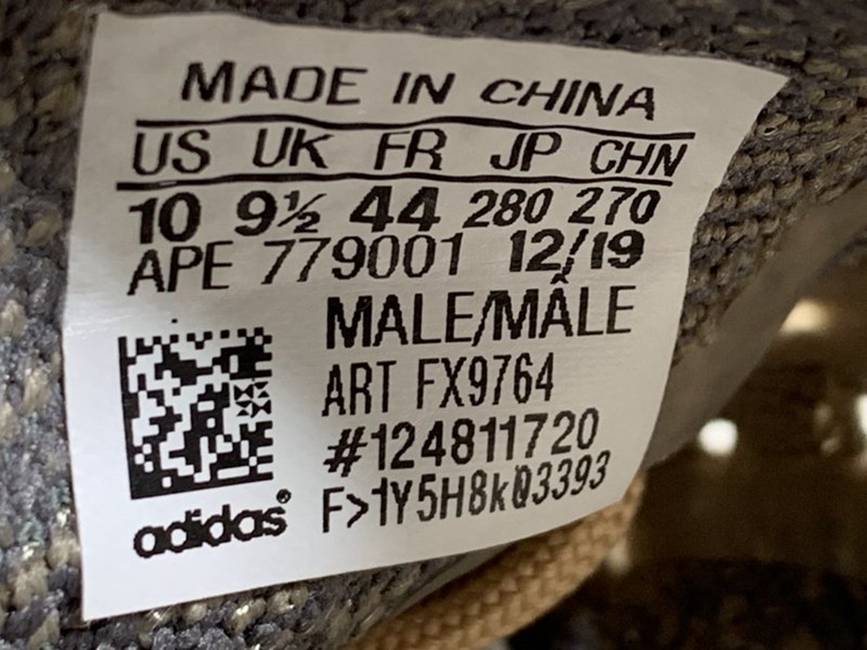 MADE IN CHINA
US UK FR JP CHN
10 9½ 44 280 270
APE 779001 12/19
MALE/MÂLE
ART FX9764
#124811720
F>1Y5H8kQ3393
adidas®